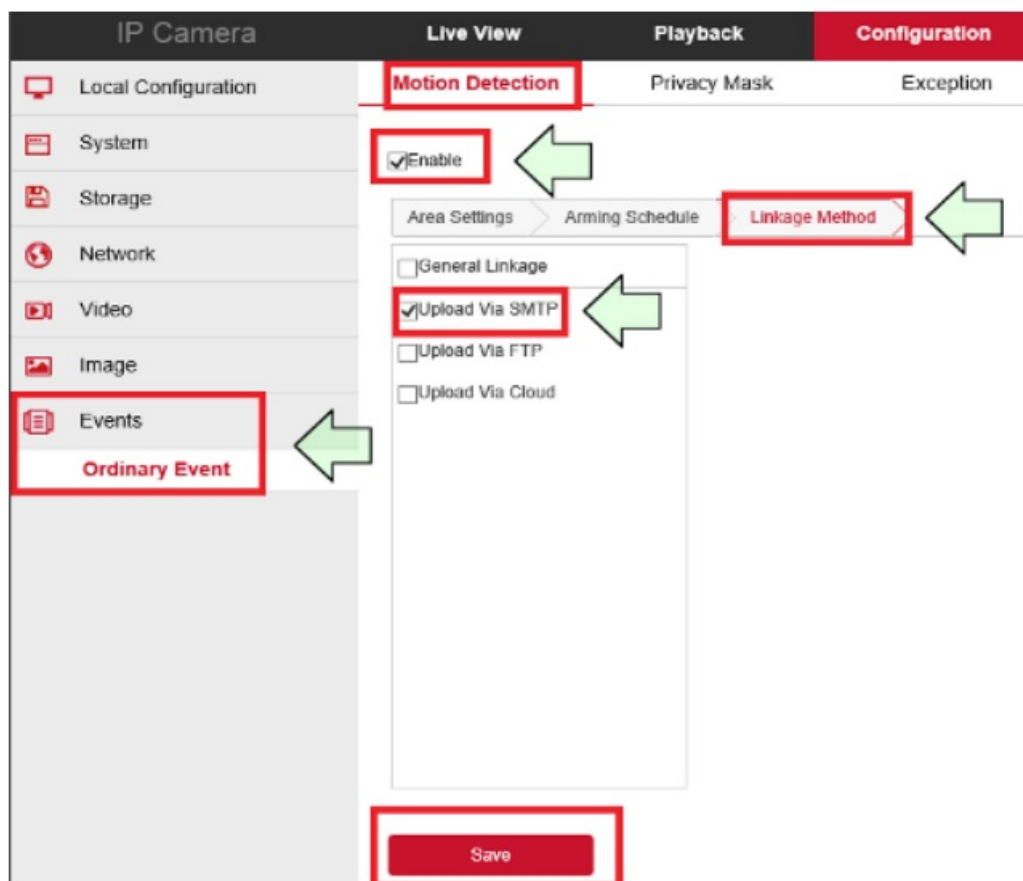 IP Camera
Live View
Playback
Configuration
Local Configuration
System
Storage
Network
Video
Image
Events
Ordinary Event
Motion Detection
Privacy Mask
Exception
Enable
Area Settings
Arming Schedule
Linkage Method
General Linkage
Upload Via SMTP
Upload Via FTP
Upload Via Cloud
Save